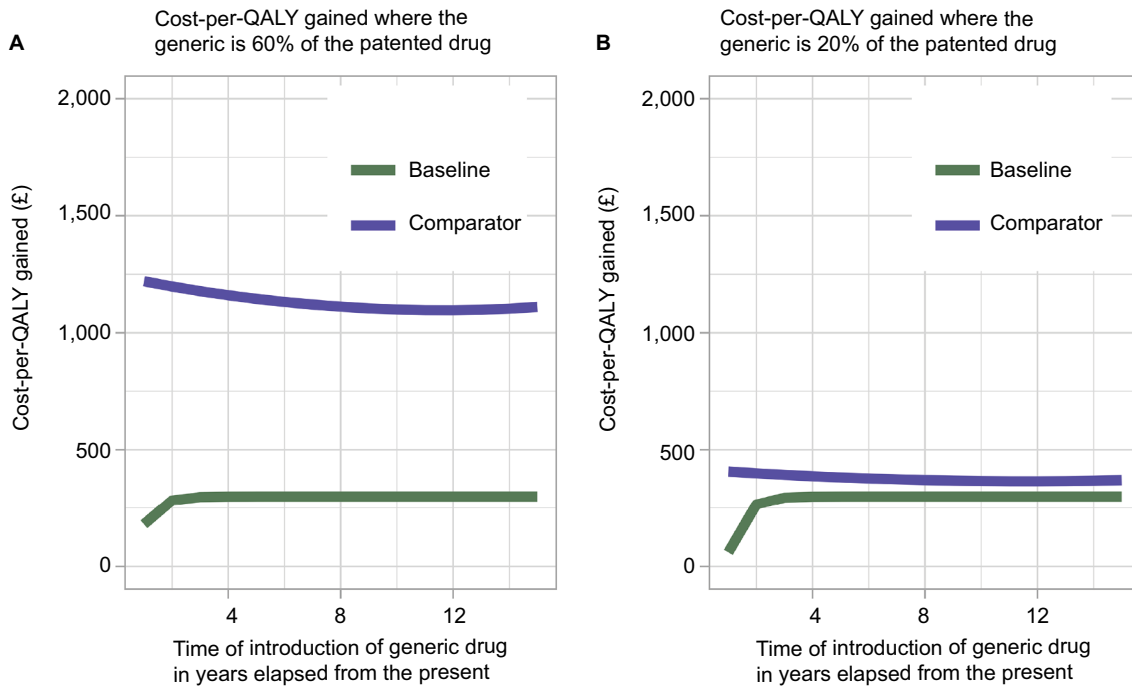 A
Cost-per-QALY gained where the
generic is 60% of the patented drug
Cost-per-QALY gained (£)
2,000
1,500
1,000
500
0
Baseline
Comparator
4
8
12
Time of introduction of generic drug
in years elapsed from the present
B
Cost-per-QALY gained where the
generic is 20% of the patented drug
Cost-per-QALY gained (£)
2,000
1,500
1,000
500
0
Baseline
Comparator
4
8
12
Time of introduction of generic drug
in years elapsed from the present